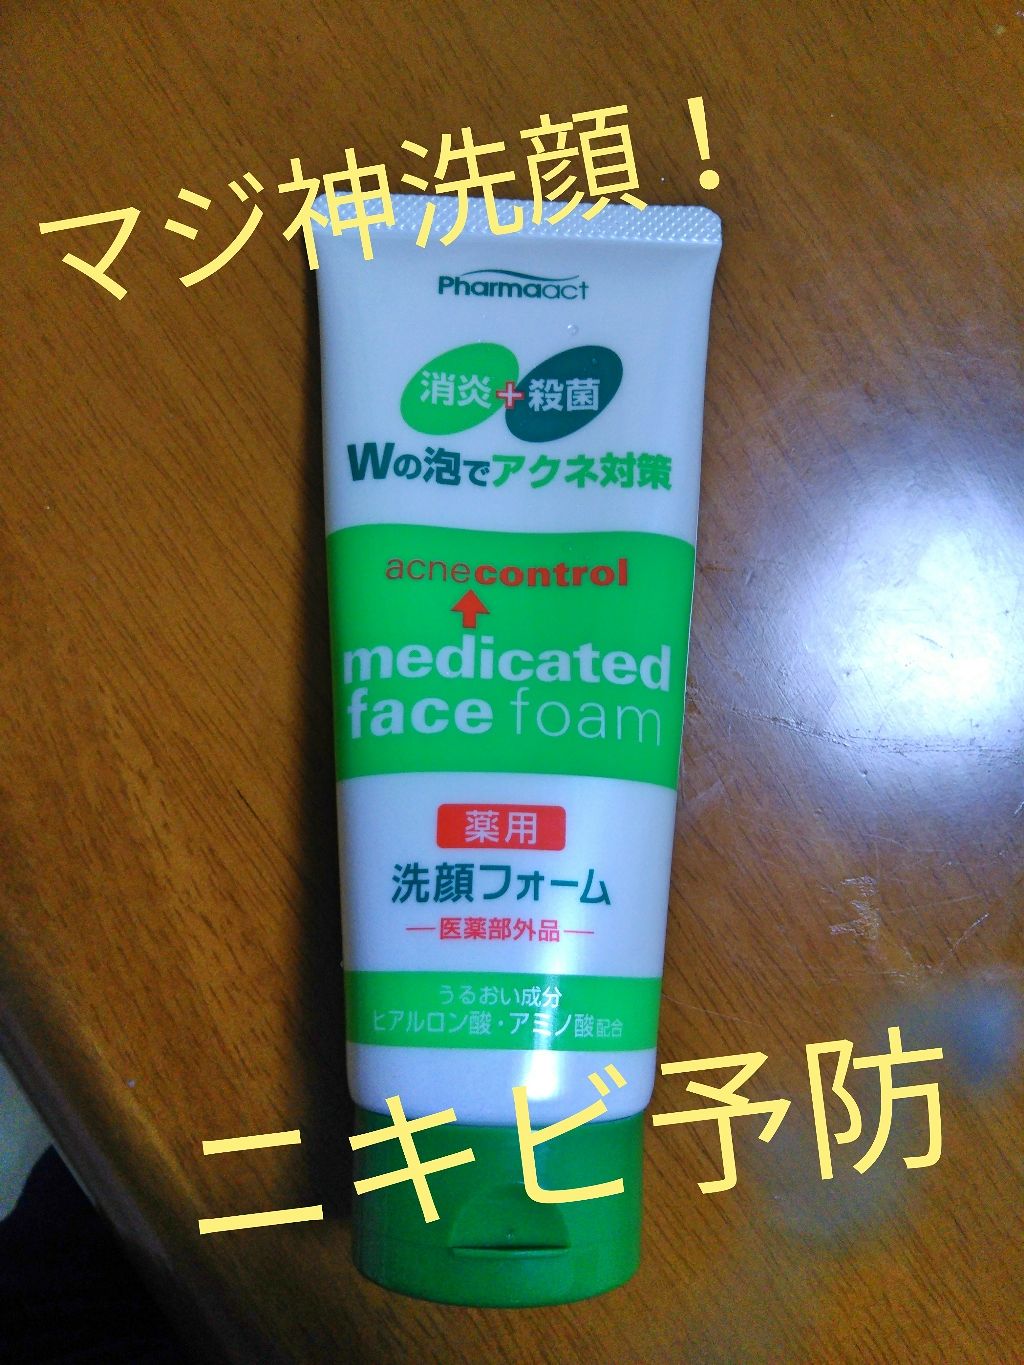 マジ神洗顔！
Pharmaact
消炎+殺菌
Wの泡でアクネ対策
acnecontrol
medicated
face foam
薬用
洗顔フォーム
医薬部外品
うるおい成分
ヒアルロン酸・アミノ酸配合
ニキビ予防